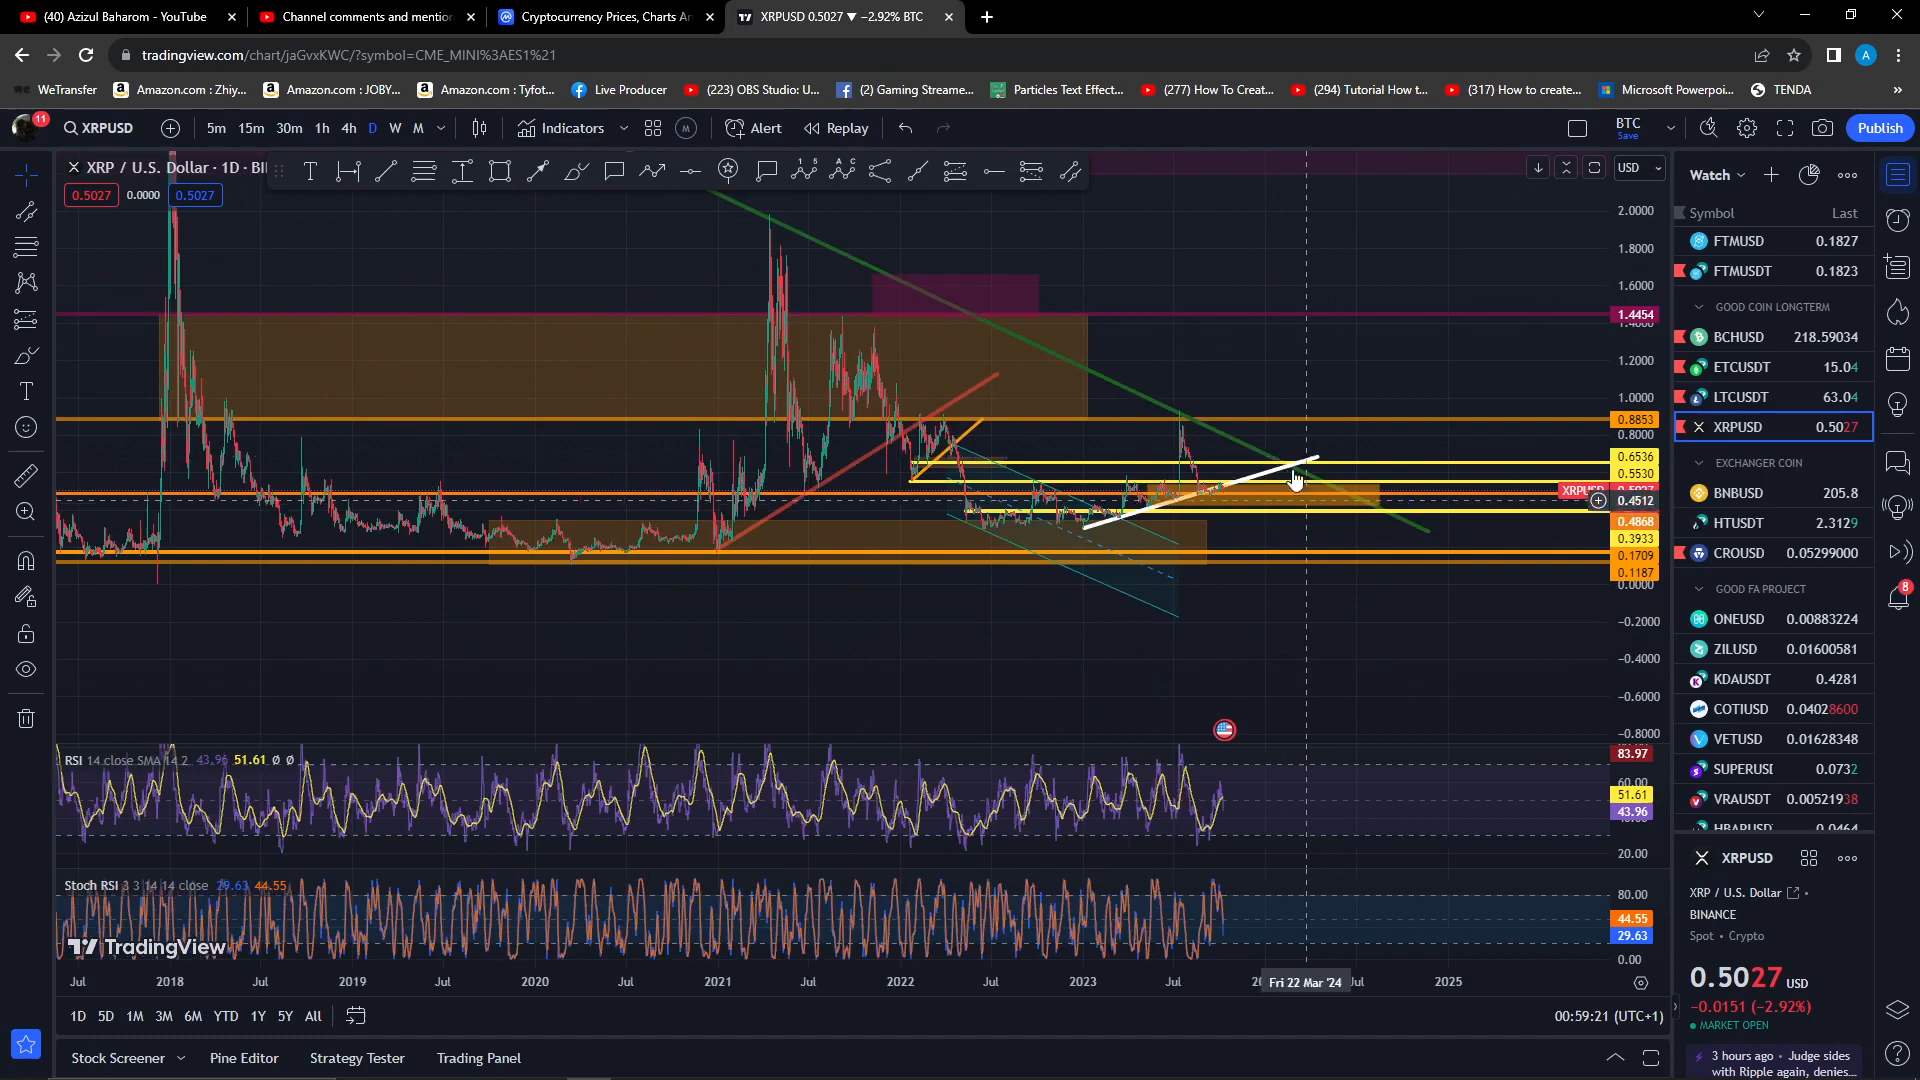 (40) Azizul Baharom - YouTube
Channel comments and mention
Cryptocurrency Prices, Charts An
XRPUSD 0.5027 ▼ −2.92% BTC
tradingview.com/chart/jaGvxKWC/?symbol=CME_MINI%3AES1%21
WeTransfer
Amazon.com : Zhiy...
Amazon.com : JOBY...
Amazon.com : Tyfot...
Live Producer
(223) OBS Studio: U...
(2) Gaming Streame...
Particles Text Effect...
(277) How To Creat...
(294) Tutorial How t...
(317) How to create...
Microsoft Powerpoi...
TENDA
11
XRPUSD
5m 15m 30m 1h 4h D W M
Indicators
Alert
Replay
BTC
Save
Publish
XRP / U.S. Dollar · 1D · BI
0.5027 0.0000 0.5027
USD
2.0000
1.8000
1.6000
1.4454
1.2000
1.0000
0.8853
0.8000
0.6536
0.5530
XRPUSD
0.4512
0.4868
0.3933
0.1709
0.1187
0.0000
−0.2000
−0.4000
−0.6000
−0.8000
RSI 14 close SMA 14 2 43.96 51.61 Ø Ø
83.97
60.00
51.61
43.96
20.00
Stoch RSI 3 3 14 14 close 29.63 44.55
80.00
44.55
29.63
0.00
TradingView
Jul 2018 Jul 2019 Jul 2020 Jul 2021 Jul 2022 Jul 2023 Jul Fri 22 Mar '24 Jul 2025
1D 5D 1M 3M 6M YTD 1Y 5Y All
00:59:21 (UTC+1)
Stock Screener
Pine Editor
Strategy Tester
Trading Panel
Watch
Symbol Last
FTMUSD 0.1827
FTMUSDT 0.1823
GOOD COIN LONGTERM
BCHUSD 218.59034
ETCUSDT 15.04
LTCUSDT 63.04
XRPUSD 0.5027
EXCHANGER COIN
BNBUSD 205.8
HTUSDT 2.3129
CROUSD 0.05299000
GOOD FA PROJECT
ONEUSD 0.00883224
ZILUSD 0.01600581
KDAUSDT 0.4281
COTIUSD 0.04028600
VETUSD 0.01628348
SUPERUSD 0.0732
VRAUSDT 0.00521938
HBARUSD 0.0464
XRPUSD
XRP / U.S. Dollar
BINANCE
Spot • Crypto
0.5027 USD
−0.0151 (−2.92%)
MARKET OPEN
3 hours ago • Judge sides
with Ripple again, denies...
8